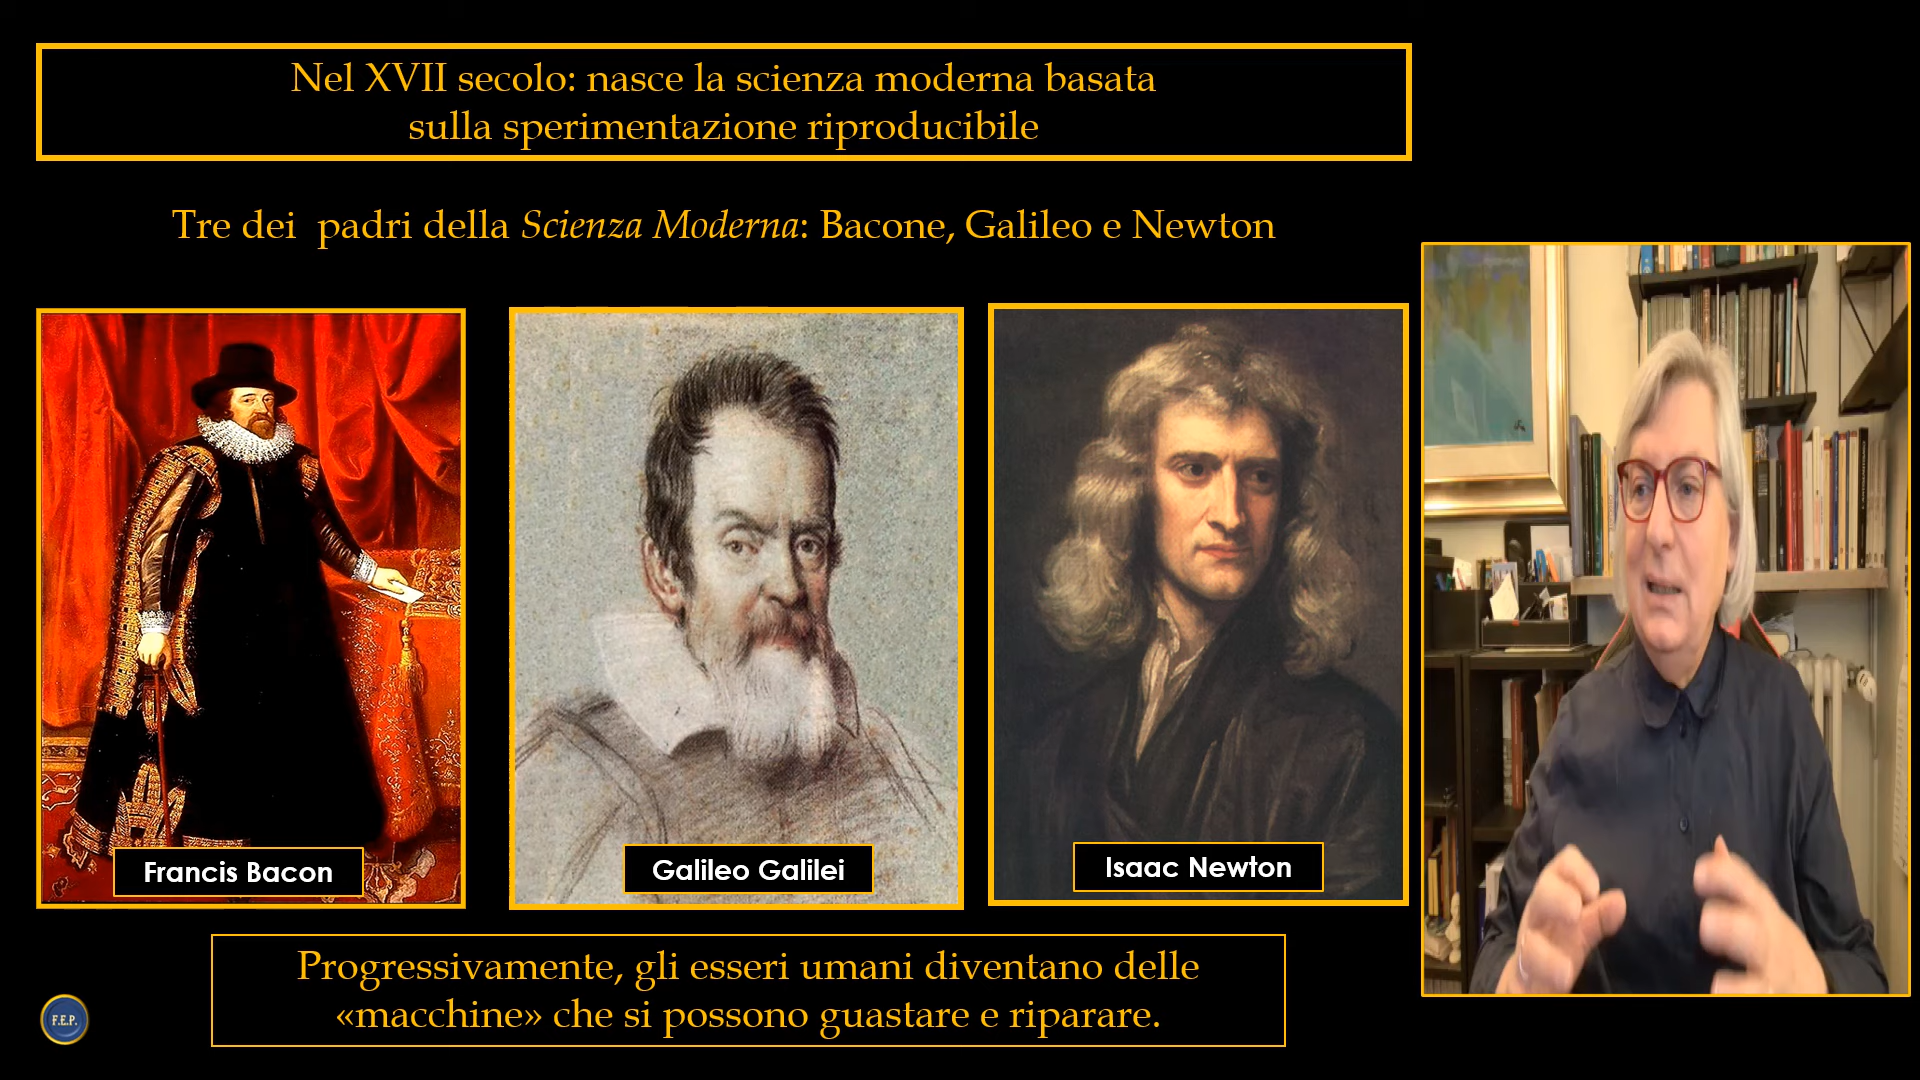 Nel XVII secolo: nasce la scienza moderna basata
sulla sperimentazione riproducibile
Tre dei padri della Scienza Moderna: Bacone, Galileo e Newton
Francis Bacon
Galileo Galilei
Isaac Newton
Progressivamente, gli esseri umani diventano delle
«macchine» che si possono guastare e riparare.
F.E.P.